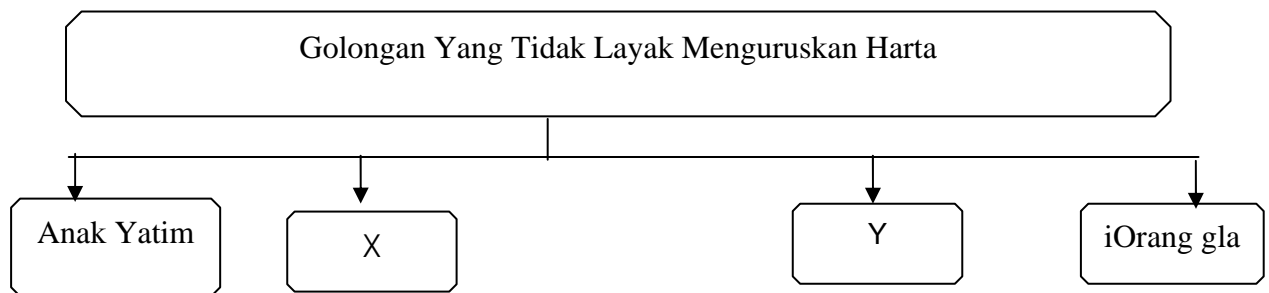 Golongan Yang Tidak Layak Menguruskan Harta
Anak Yatim
X
Y
iOrang gla